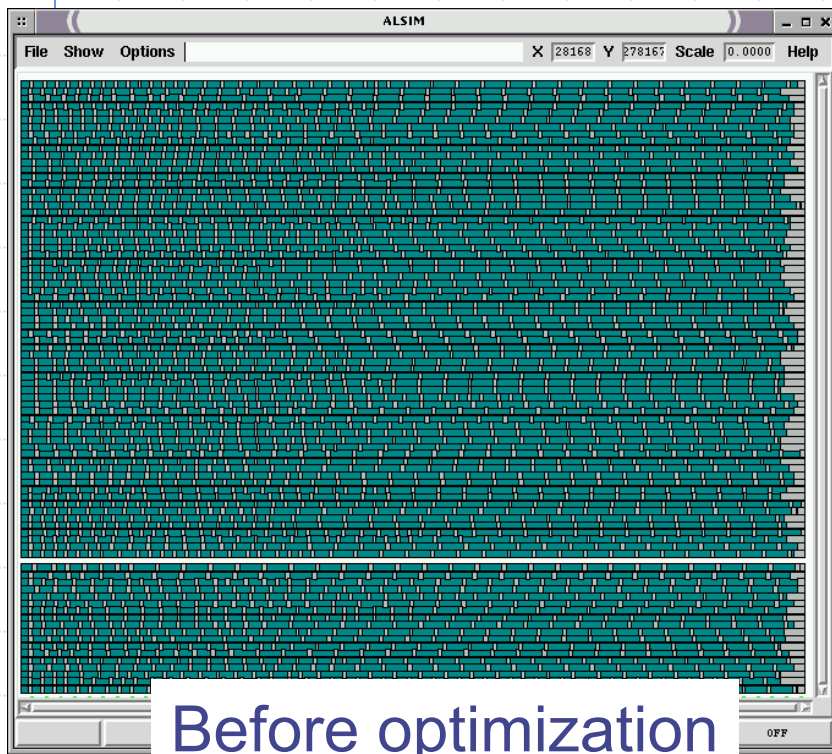 ALSIM
File Show Options X 28168 Y 278167 Scale 0.0000 Help
Before optimization
OFF